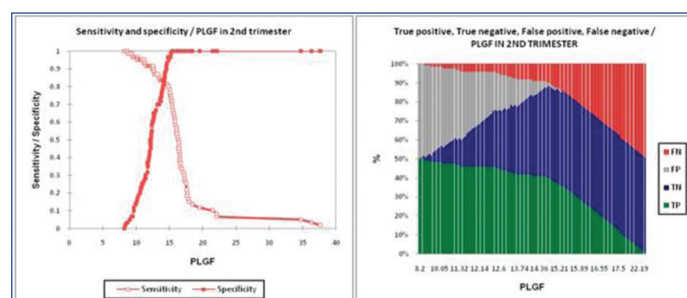 Sensitivity and specificity / PLGF in 2nd trimester
Sensitivity / Specificity
1
0.9
0.8
0.7
0.6
0.5
0.4
0.3
0.2
0.1
0
0 5 10 15 20 25 30 35 40
PLGF
Sensitivity Specificity
True positive, True negative, False positive, False negative /
PLGF IN 2ND TRIMESTER
%
100%
90%
80%
70%
60%
50%
40%
30%
20%
10%
0%
8.2 10.05 11.32 12.14 12.6 13.74 14.36 15.21 15.89 16.55 17.5 22.19
PLGF
FN
FP
TN
TP